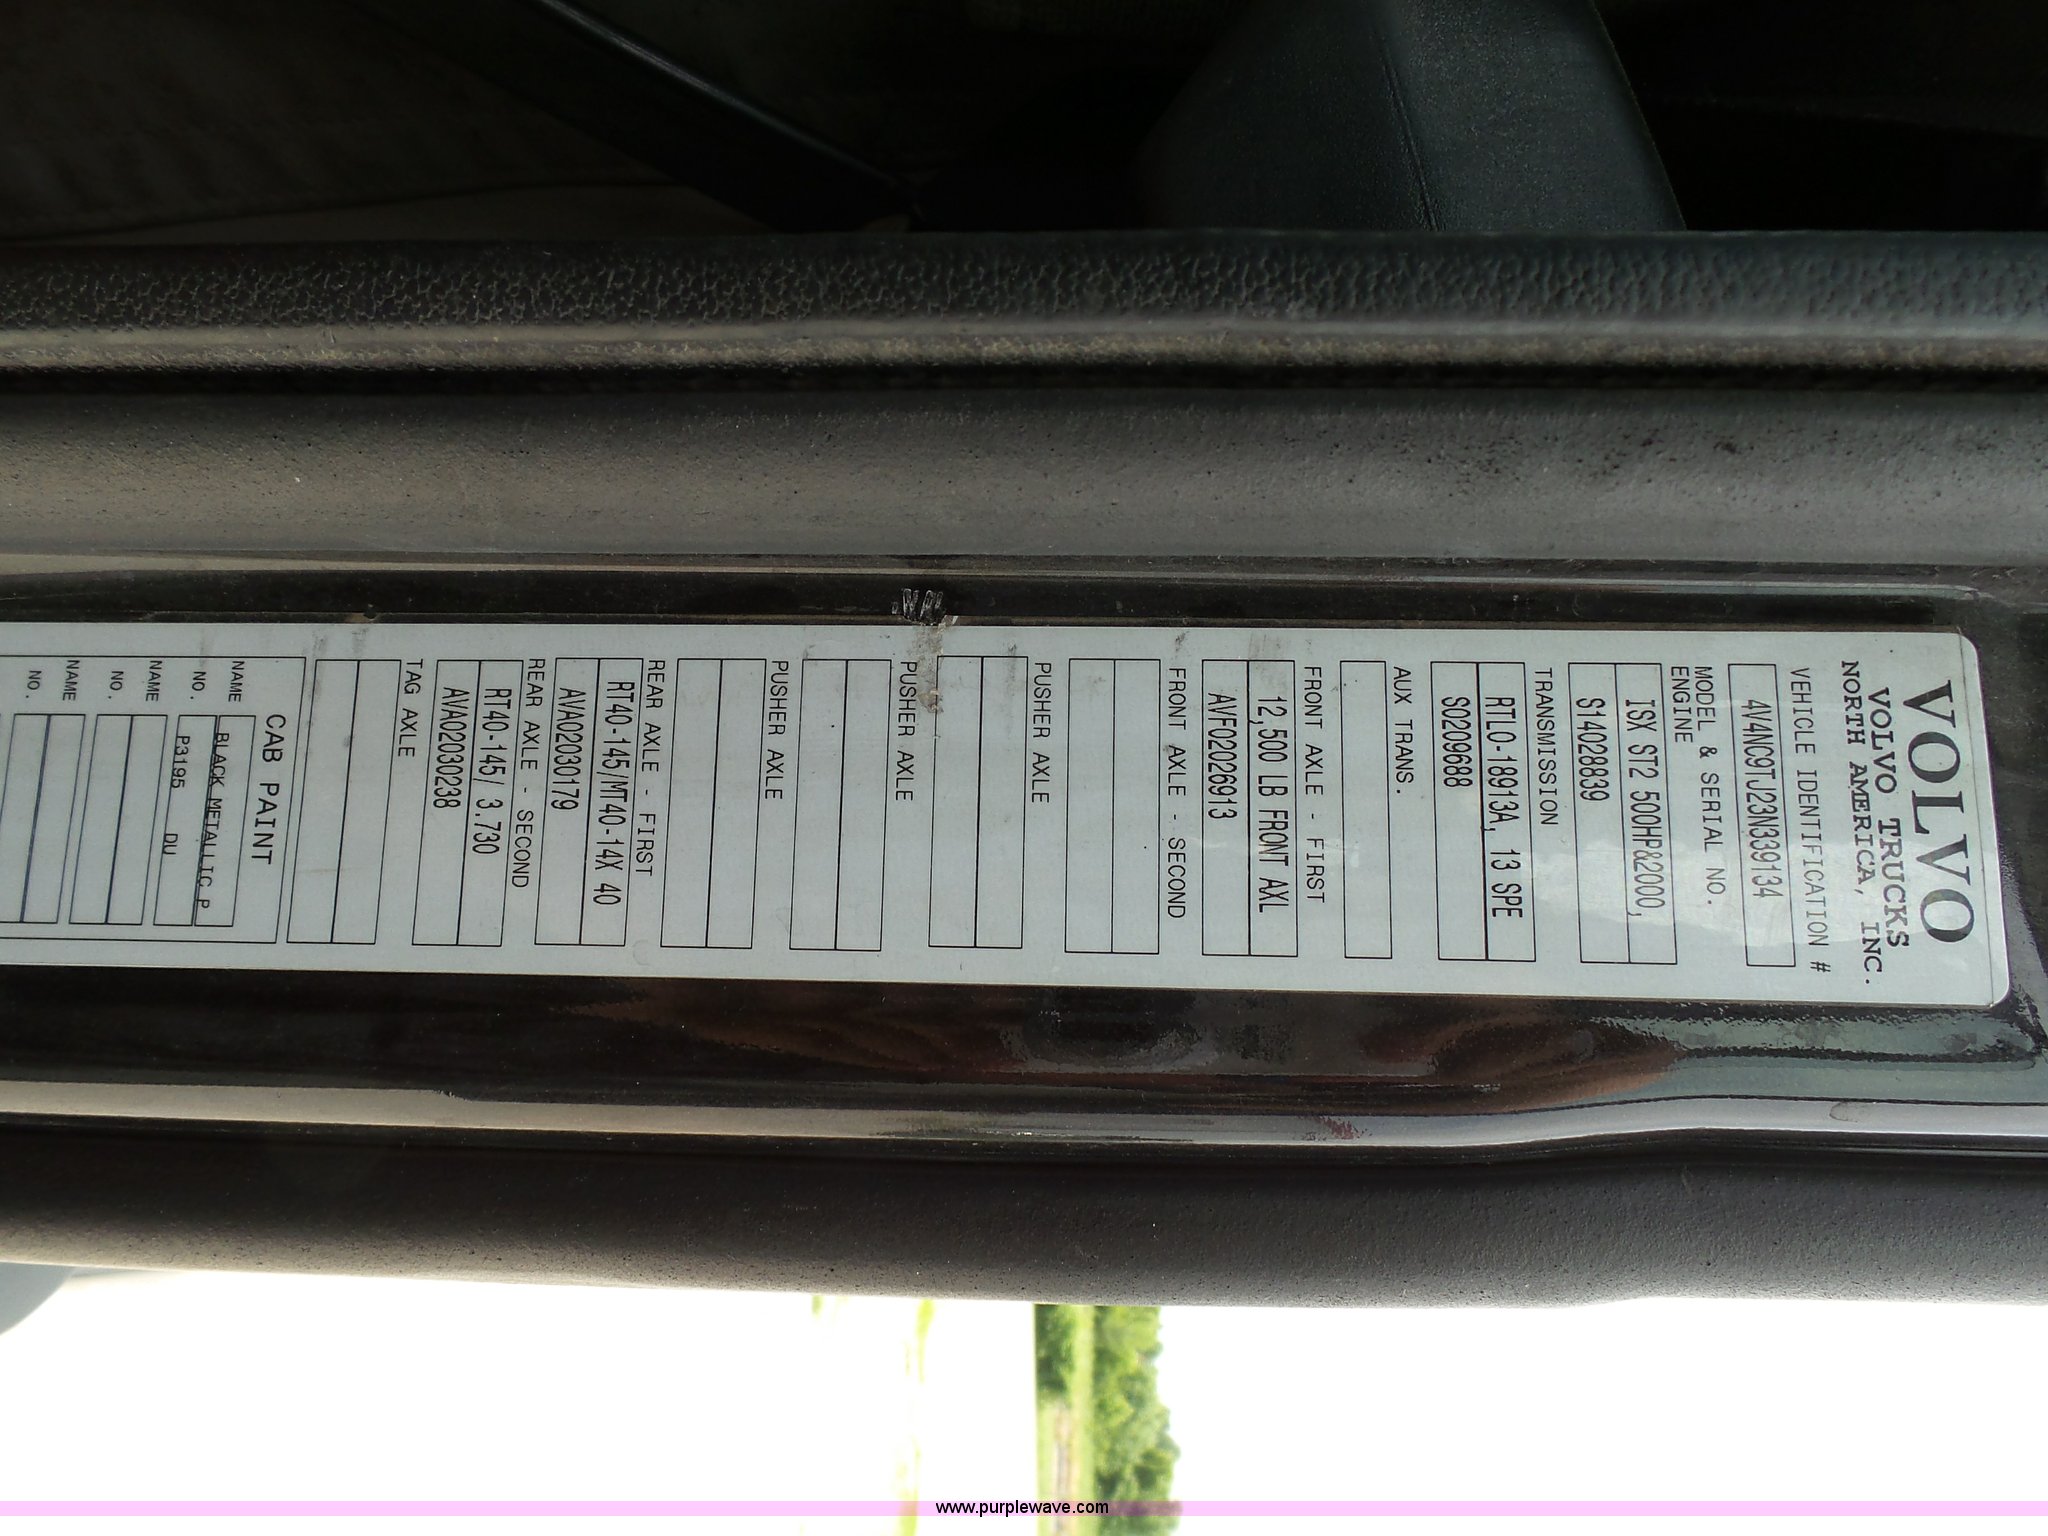 VOLVO
VOLVO TRUCKS
NORTH AMERICA, INC.
VEHICLE IDENTIFICATION #
4V4NC9TJ23N339134
MODEL & SERIAL NO.
ENGINE
ISX ST2 500HP&2000,
S14028839
TRANSMISSION
RTLO-18913A, 13 SPE
S0209688
AUX TRANS.
FRONT AXLE - FIRST
12,500 LB FRONT AXL
AVF02026913
FRONT AXLE - SECOND
PUSHER AXLE
PUSHER AXLE
PUSHER AXLE
REAR AXLE - FIRST
RT40-145/MT40-14X 40
AVA02030179
REAR AXLE - SECOND
RT40-145/ 3.730
AVA02030238
TAG AXLE
CAB PAINT
NAME BLACK METALLIC P
NO. P3195 DU
NAME
NO.
NAME
NO.
www.purplewave.com